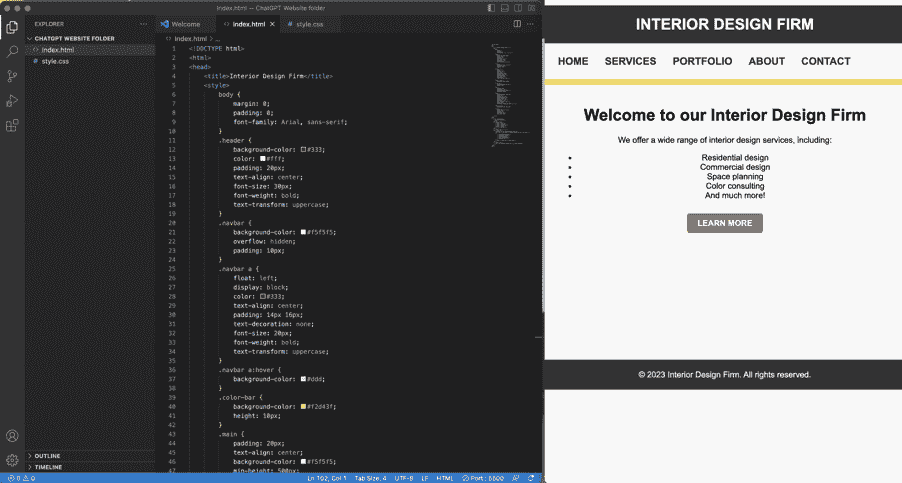 index.html — ChatGPT Website folder
EXPLORER
CHATGPT WEBSITE FOLDER
index.html
style.css
OUTLINE
TIMELINE
Welcome
index.html
style.css
index.html > ...
1 <!DOCTYPE html>
2 <html>
3 <head>
4 <title>Interior Design Firm</title>
5 <style>
6 body {
7 margin: 0;
8 padding: 0;
9 font-family: Arial, sans-serif;
10 }
11 .header {
12 background-color: #333;
13 color: #fff;
14 padding: 20px;
15 text-align: center;
16 font-size: 30px;
17 font-weight: bold;
18 text-transform: uppercase;
19 }
20 .navbar {
21 background-color: #f5f5f5;
22 overflow: hidden;
23 padding: 10px;
24 }
25 .navbar a {
26 float: left;
27 display: block;
28 color: #333;
29 text-align: center;
30 padding: 14px 16px;
31 text-decoration: none;
32 font-size: 20px;
33 font-weight: bold;
34 text-transform: uppercase;
35 }
36 .navbar a:hover {
37 background-color: #ddd;
38 }
39 .color-bar {
40 background-color: #f2d43f;
41 height: 10px;
42 }
43 .main {
44 padding: 20px;
45 text-align: center;
46 background-color: #f5f5f5;
47 min-height: 500px;
0 0
Ln 102, Col 1
Tab Size: 4
UTF-8
LF
HTML
Port : 5500
INTERIOR DESIGN FIRM
HOME SERVICES PORTFOLIO ABOUT CONTACT
Welcome to our Interior Design Firm
We offer a wide range of interior design services, including:
• Residential design
• Commercial design
• Space planning
• Color consulting
• And much more!
LEARN MORE
© 2023 Interior Design Firm. All rights reserved.